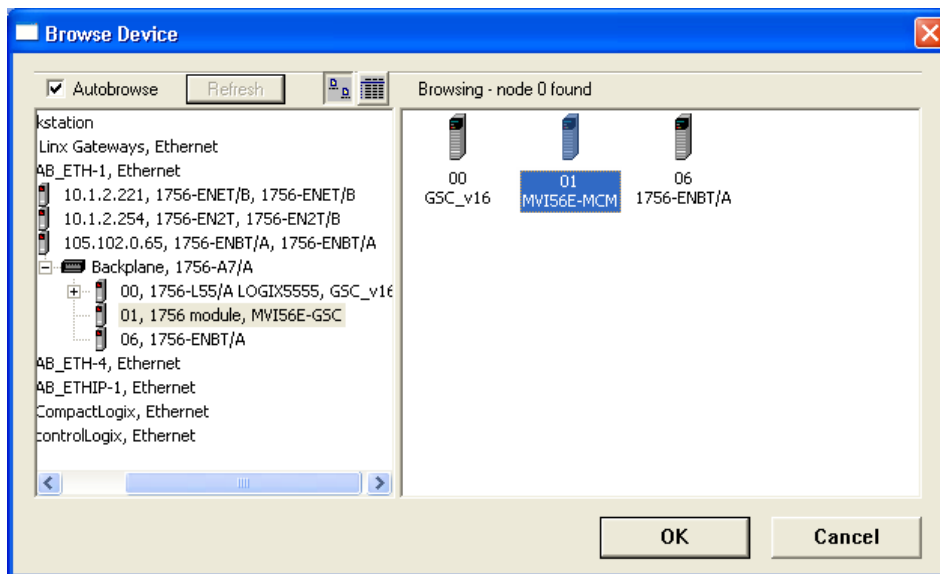 Browse Device
Autobrowse
Refresh
Browsing - node 0 found
kstation
Linx Gateways, Ethernet
AB_ETH-1, Ethernet
10.1.2.221, 1756-ENET/B, 1756-ENET/B
10.1.2.254, 1756-EN2T, 1756-EN2T/B
105.102.0.65, 1756-ENBT/A, 1756-ENBT/A
Backplane, 1756-A7/A
00, 1756-L55/A LOGIX5555, GSC_v16
01, 1756 module, MVI56E-GSC
06, 1756-ENBT/A
AB_ETH-4, Ethernet
AB_ETHIP-1, Ethernet
CompactLogix, Ethernet
controlLogix, Ethernet
00
GSC_v16
01
MVI56E-MCM
06
1756-ENBT/A
OK
Cancel